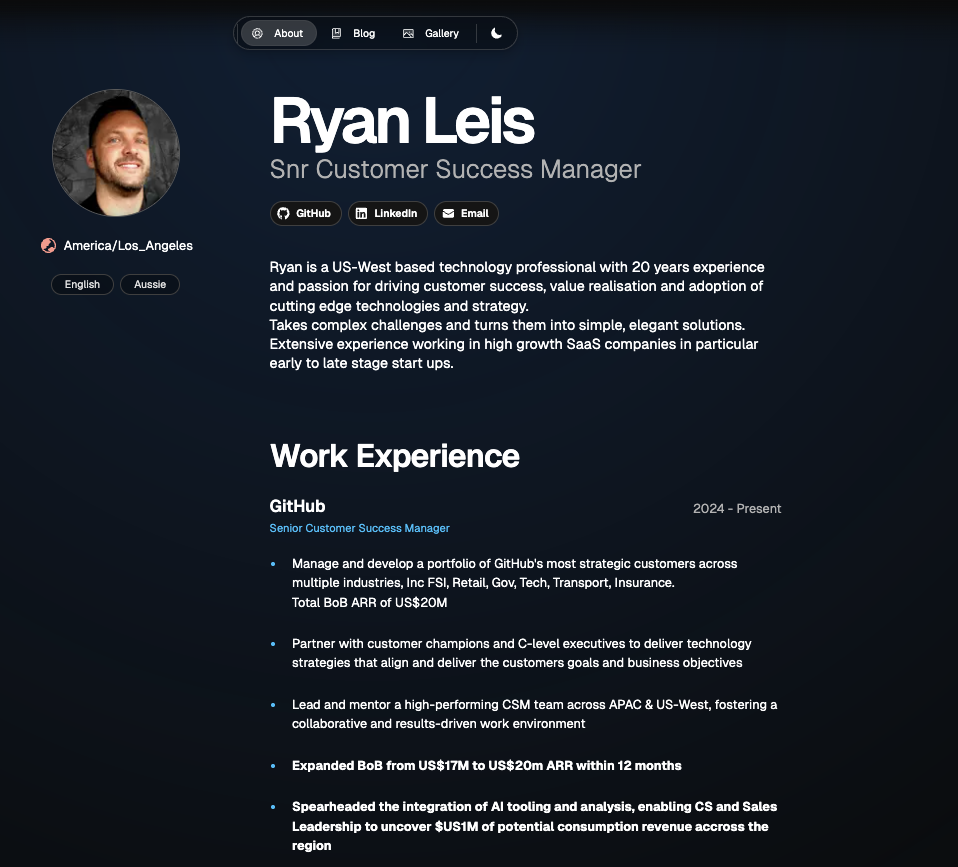 About Blog Gallery
Ryan Leis
Snr Customer Success Manager
GitHub LinkedIn Email
America/Los_Angeles
English Aussie
Ryan is a US-West based technology professional with 20 years experience
and passion for driving customer success, value realisation and adoption of
cutting edge technologies and strategy.
Takes complex challenges and turns them into simple, elegant solutions.
Extensive experience working in high growth SaaS companies in particular
early to late stage start ups.
Work Experience
GitHub 2024 - Present
Senior Customer Success Manager
Manage and develop a portfolio of GitHub's most strategic customers across
multiple industries, Inc FSI, Retail, Gov, Tech, Transport, Insurance.
Total BoB ARR of US$20M
Partner with customer champions and C-level executives to deliver technology
strategies that align and deliver the customers goals and business objectives
Lead and mentor a high-performing CSM team across APAC & US-West, fostering a
collaborative and results-driven work environment
Expanded BoB from US$17M to US$20m ARR within 12 months
Spearheaded the integration of AI tooling and analysis, enabling CS and Sales
Leadership to uncover $US1M of potential consumption revenue accross the
region